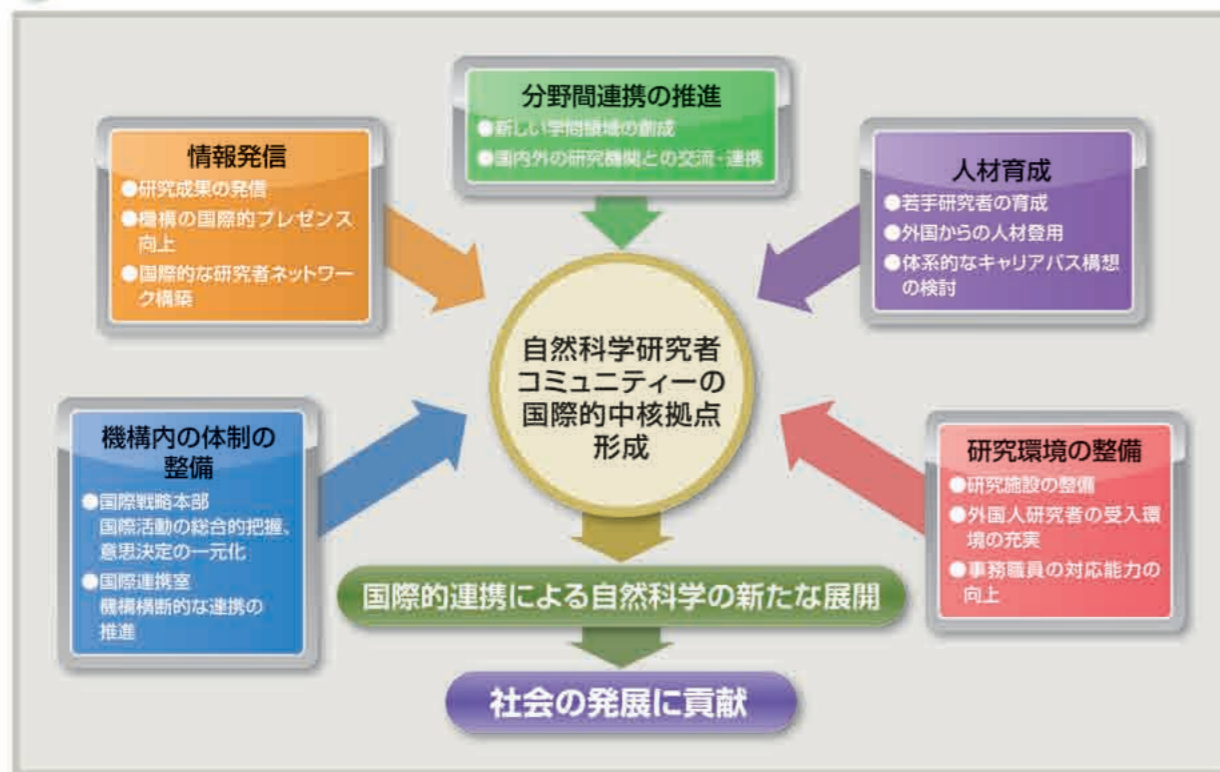 分野間連携の推進
●新しい学問領域の創成
●国内外の研究機関との交流・連携
情報発信
●研究成果の発信
●機構の国際的プレゼンス
向上
●国際的な研究者ネットワー
ク構築
人材育成
●若手研究者の育成
●外国からの人材登用
●体系的なキャリアパス構想
の検討
自然科学研究者
コミュニティーの
国際的中核拠点
形成
機構内の体制の
整備
●国際戦略本部
国際活動の総合的把握、
意思決定の一元化
●国際連携室
機構横断的な連携の
推進
研究環境の整備
●研究施設の整備
●外国人研究者の受入環
境の充実
●事務職員の対応能力の
向上
国際的連携による自然科学の新たな展開
社会の発展に貢献